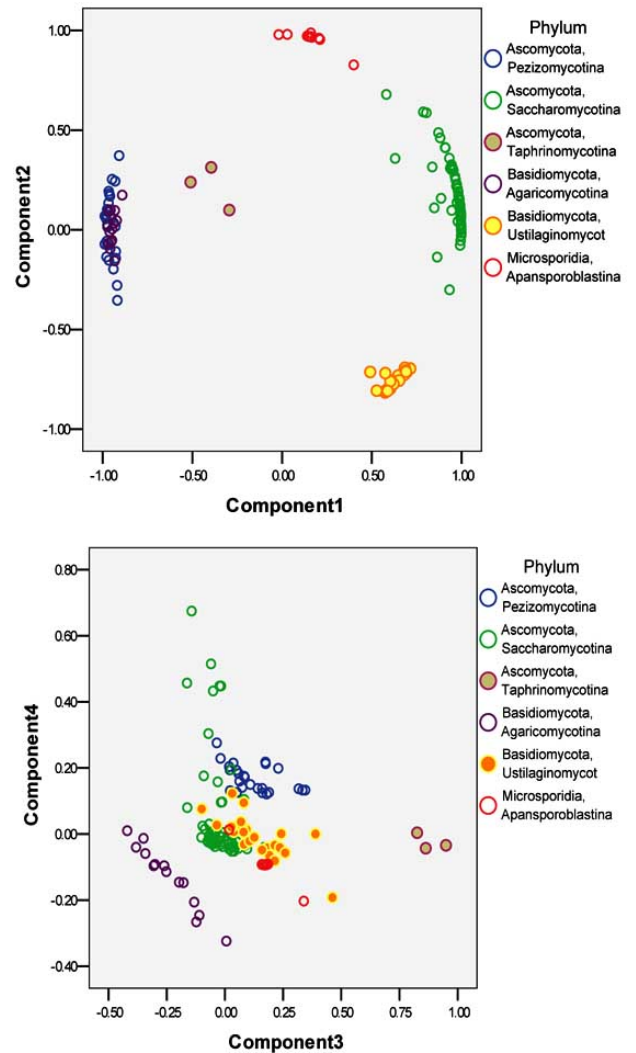 Phylum
Ascomycota,
Pezizomycotina
Ascomycota,
Saccharomycotina
Ascomycota,
Taphrinomycotina
Basidiomycota,
Agaricomycotina
Basidiomycota,
Ustilaginomycot
Microsporidia,
Apansporoblastina
Component2
1.00
0.50
0.00
-0.50
-1.00
-1.00
-0.50
0.00
0.50
1.00
Component1
Phylum
Ascomycota,
Pezizomycotina
Ascomycota,
Saccharomycotina
Ascomycota,
Taphrinomycotina
Basidiomycota,
Agaricomycotina
Basidiomycota,
Ustilaginomycot
Microsporidia,
Apansporoblastina
Component4
0.80
0.60
0.40
0.20
0.00
-0.20
-0.40
-0.50
-0.25
0.00
0.25
0.50
0.75
1.00
Component3